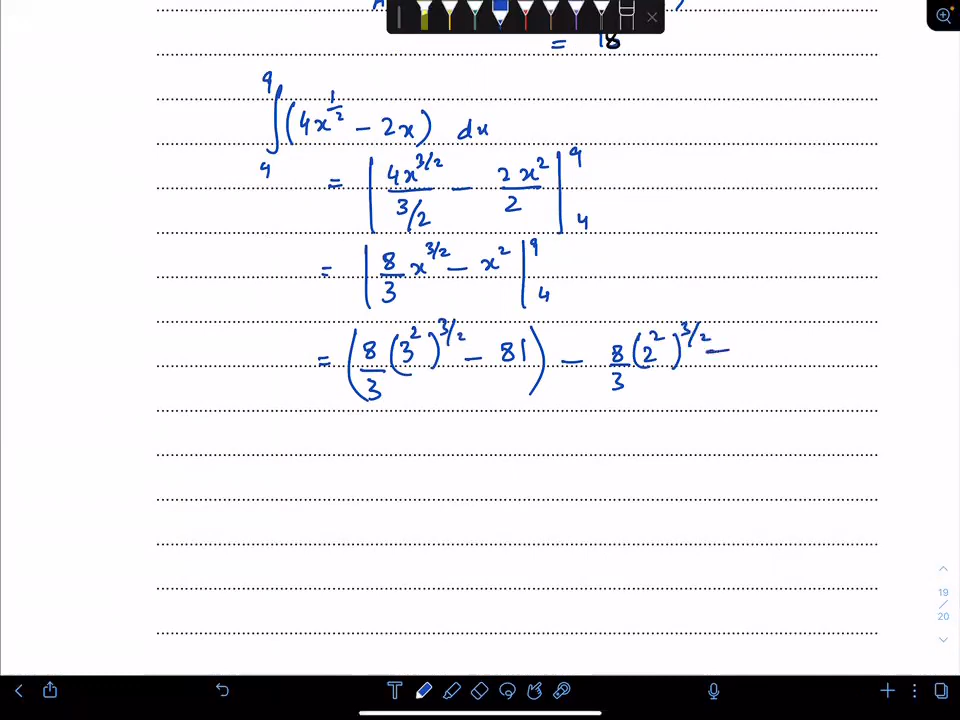 = 18
∫₄⁹ (4x^{1/2} - 2x) dx
= | 4x^{3/2} / 3/2 - 2x² / 2 |₄⁹
= | 8/3 x^{3/2} - x² |₄⁹
= (8/3 (3²)^{3/2} - 81) - 8/3 (2²)^{3/2} -
19
/
20
T